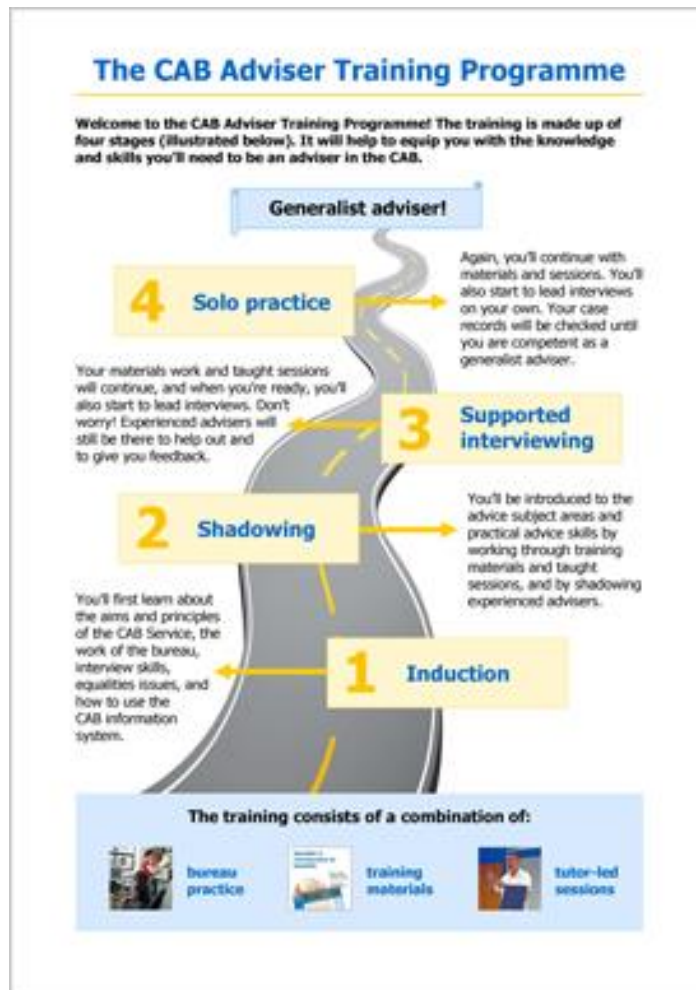 The CAB Adviser Training Programme
Welcome to the CAB Adviser Training Programme! The training is made up of
four stages (illustrated below). It will help to equip you with the knowledge
and skills you'll need to be an adviser in the CAB.
Generalist adviser!
4 Solo practice
Again, you'll continue with
materials and sessions. You'll
also start to lead interviews
on your own. Your case
records will be checked until
you are competent as a
generalist adviser.
Your materials work and taught sessions
will continue, and when you're ready, you'll
also start to lead interviews. Don't
worry! Experienced advisers will
still be there to help out and
to give you feedback.
3 Supported
interviewing
2 Shadowing
You'll be introduced to the
advice subject areas and
practical advice skills by
working through training
materials and taught
sessions, and by shadowing
experienced advisers.
You'll first learn about
the aims and principles
of the CAB Service, the
work of the bureau,
interview skills,
equalities issues, and
how to use the
CAB information
system.
1 Induction
The training consists of a combination of:
bureau
practice
training
materials
tutor-led
sessions